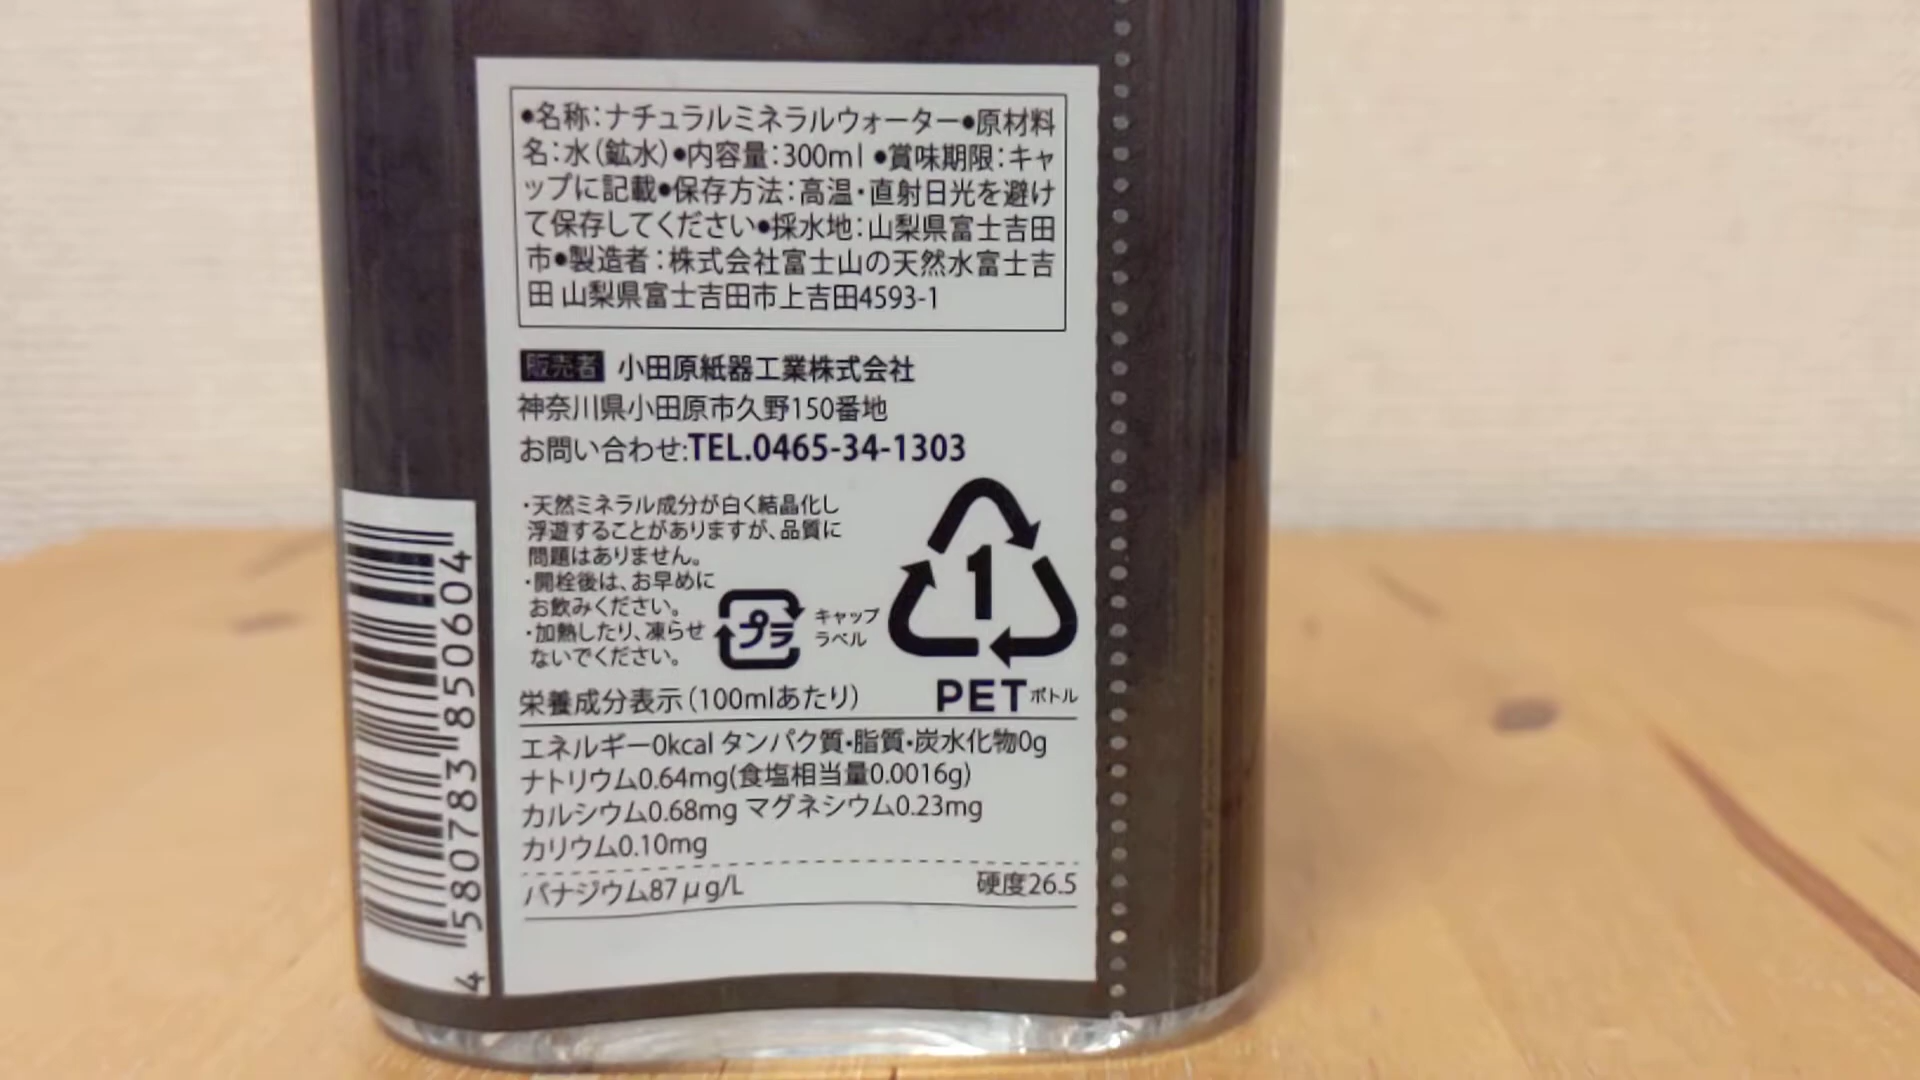 ●名称：ナチュラルミネラルウォーター●原材料
名：水（鉱水）●内容量：300ml ●賞味期限：キャ
ップに記載●保存方法：高温・直射日光を避け
て保存してください●採水地：山梨県富士吉田
市●製造者：株式会社富士山の天然水富士吉
田 山梨県富士吉田市上吉田4593-1
販売者 小田原紙器工業株式会社
神奈川県小田原市久野150番地
お問い合わせ:TEL.0465-34-1303
・天然ミネラル成分が白く結晶化し
浮遊することがありますが、品質に
問題はありません。
・開栓後は、お早めに
お飲みください。
・加熱したり、凍らせ
ないでください。
プラ
キャップ
ラベル
1
PETボトル
栄養成分表示（100mlあたり）
エネルギー0kcal タンパク質・脂質・炭水化物0g
ナトリウム0.64mg(食塩相当量0.0016g)
カルシウム0.68mg マグネシウム0.23mg
カリウム0.10mg
バナジウム87μg/L 硬度26.5
4 580783 850604